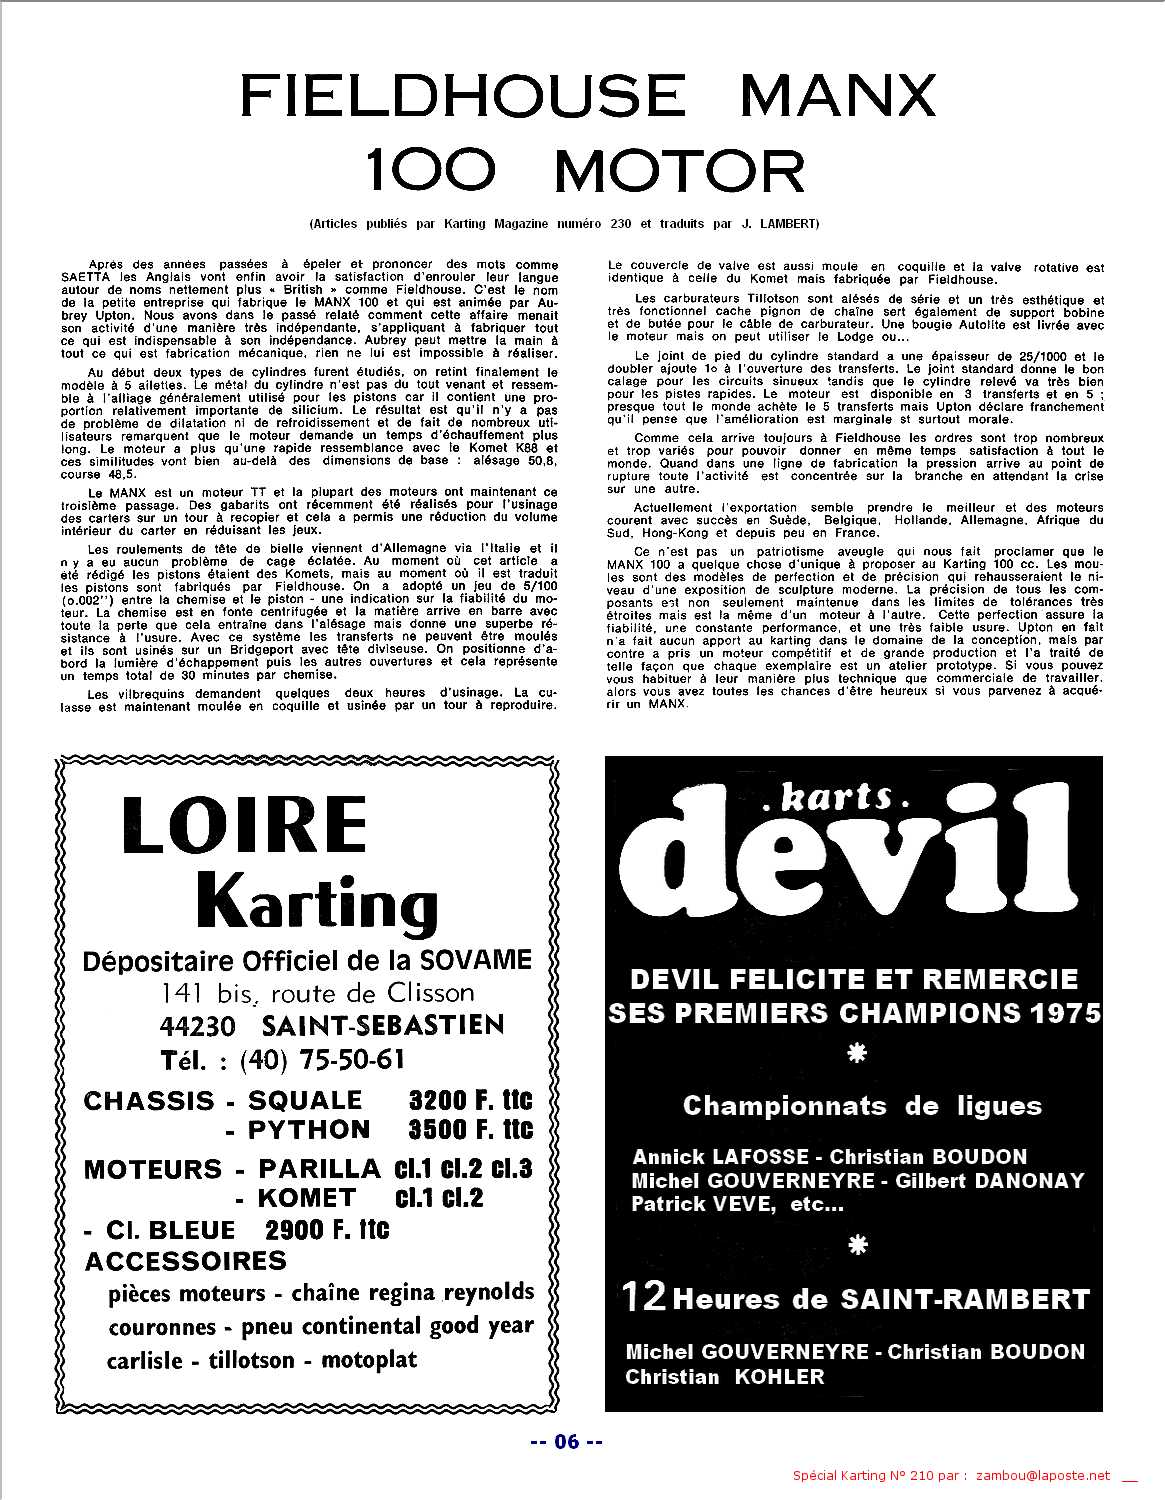 FIELDHOUSE MANX
100 MOTOR
(Articles publiés par Karting Magazine numéro 230 et traduits par J. LAMBERT)
Après des années passées à épeler et prononcer des mots comme
SAETTA les Anglais vont enfin avoir la satisfaction d'enrouler leur langue
autour de noms nettement plus « British » comme Fieldhouse. C'est le nom
de la petite entreprise qui fabrique le MANX 100 et qui est animée par Au-
brey Upton. Nous avons dans le passé relaté comment cette affaire menait
son activité d'une manière très indépendante, s'appliquant à fabriquer tout
ce qui est indispensable à son indépendance. Aubrey peut mettre la main à
tout ce qui est fabrication mécanique, rien ne lui est impossible à réaliser.
Au début deux types de cylindres furent étudiés, on retint finalement le
modèle à 5 ailettes. Le métal du cylindre n'est pas du tout venant et ressem-
ble à l'alliage généralement utilisé pour les pistons car il contient une pro-
portion relativement importante de silicium. Le résultat est qu'il n'y a pas
de problème de dilatation ni de refroidissement et de fait de nombreux uti-
lisateurs remarquent que le moteur demande un temps d'échauffement plus
long. Le moteur a plus qu'une rapide ressemblance avec le Komet K88 et
ces similitudes vont bien au-delà des dimensions de base : alésage 50,8,
course 48,5.
Le MANX est un moteur TT et la plupart des moteurs ont maintenant ce
troisième passage. Des gabarits ont récemment été réalisés pour l'usinage
des carters sur un tour à recopier et cela a permis une réduction du volume
intérieur du carter en réduisant les jeux.
Les roulements de tête de bielle viennent d'Allemagne via l'Italie et il
n y a eu aucun problème de cage éclatée. Au moment où cet article a
été rédigé les pistons étaient des Komets, mais au moment où il est traduit
les pistons sont fabriqués par Fieldhouse. On a adopté un jeu de 5/100
(o.002'') entre la chemise et le piston - une indication sur la fiabilité du mo-
teur. La chemise est en fonte centrifugée et la matière arrive en barre avec
toute la perte que cela entraîne dans l'alésage mais donne une superbe ré-
sistance à l'usure. Avec ce système les transferts ne peuvent être moulés
et ils sont usinés sur un Bridgeport avec tête diviseuse. On positionne d'a-
bord la lumière d'échappement puis les autres ouvertures et cela représente
un temps total de 30 minutes par chemise.
Les vilbrequins demandent quelques deux heures d'usinage. La cu-
lasse est maintenant moulée en coquille et usinée par un tour à reproduire.
Le couvercle de valve est aussi moule en coquille et la valve rotative est
identique à celle du Komet mais fabriquée par Fieldhouse.
Les carburateurs Tillotson sont alésés de série et un très esthétique et
très fonctionnel cache pignon de chaîne sert également de support bobine
et de butée pour le câble de carburateur. Une bougie Autolite est livrée avec
le moteur mais on peut utiliser le Lodge ou...
Le joint de pied du cylindre standard a une épaisseur de 25/1000 et le
doubler ajoute 1o à l'ouverture des transferts. Le joint standard donne le bon
calage pour les circuits sinueux tandis que le cylindre relevé va très bien
pour les pistes rapides. Le moteur est disponible en 3 transferts et en 5 ;
presque tout le monde achète le 5 transferts mais Upton déclare franchement
qu'il pense que l'amélioration est marginale st surtout morale.
Comme cela arrive toujours à Fieldhouse les ordres sont trop nombreux
et trop variés pour pouvoir donner en même temps satisfaction à tout le
monde. Quand dans une ligne de fabrication la pression arrive au point de
rupture toute l'activité est concentrée sur la branche en attendant la crise
sur une autre.
Actuellement l'exportation semble prendre le meilleur et des moteurs
courent avec succès en Suède, Belgique, Hollande, Allemagne, Afrique du
Sud, Hong-Kong et depuis peu en France.
Ce n'est pas un patriotisme aveugle qui nous fait proclamer que le
MANX 100 a quelque chose d'unique à proposer au Karting 100 cc. Les mou-
les sont des modèles de perfection et de précision qui rehausseraient le ni-
veau d'une exposition de sculpture moderne. La précision de tous les com-
posants est non seulement maintenue dans les limites de tolérances très
étroites mais est la même d'un moteur à l'autre. Cette perfection assure la
fiabilité, une constante performance, et une très faible usure. Upton en fait
n'a fait aucun apport au karting dans le domaine de la conception, mais par
contre a pris un moteur compétitif et de grande production et l'a traité de
telle façon que chaque exemplaire est un atelier prototype. Si vous pouvez
vous habituer à leur manière plus technique que commerciale de travailler,
alors vous avez toutes les chances d'être heureux si vous parvenez à acqué-
rir un MANX.
LOIRE
Karting
Dépositaire Officiel de la SOVAME
141 bis, route de Clisson
44230 SAINT-SEBASTIEN
Tél. : (40) 75-50-61
CHASSIS - SQUALE 3200 F. ttc
- PYTHON 3500 F. ttc
MOTEURS - PARILLA cl.1 cl.2 cl.3
- KOMET cl.1 cl.2
- Cl. BLEUE 2900 F. ttc
ACCESSOIRES
pièces moteurs - chaîne regina reynolds
couronnes - pneu continental good year
carlisle - tillotson - motoplat
. karts .
devil
DEVIL FELICITE ET REMERCIE
SES PREMIERS CHAMPIONS 1975
*
Championnats de ligues
Annick LAFOSSE - Christian BOUDON
Michel GOUVERNEYRE - Gilbert DANONAY
Patrick VEVE, etc...
*
12 Heures de SAINT-RAMBERT
Michel GOUVERNEYRE - Christian BOUDON
Christian KOHLER
-- 06 --
Spécial Karting N° 210 par : zambou@laposte.net __